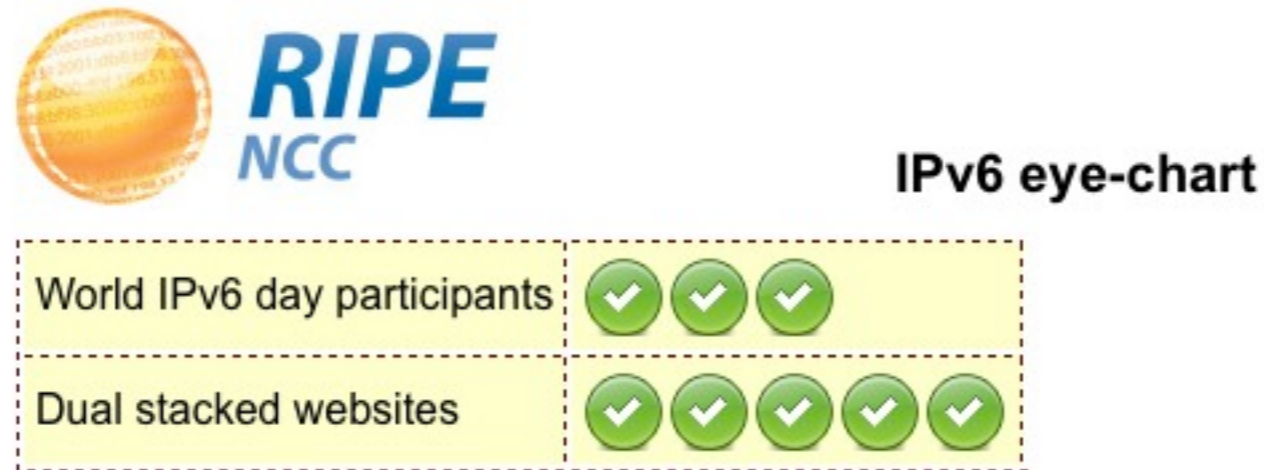 RIPE
NCC
IPv6 eye-chart
World IPv6 day participants
Dual stacked websites